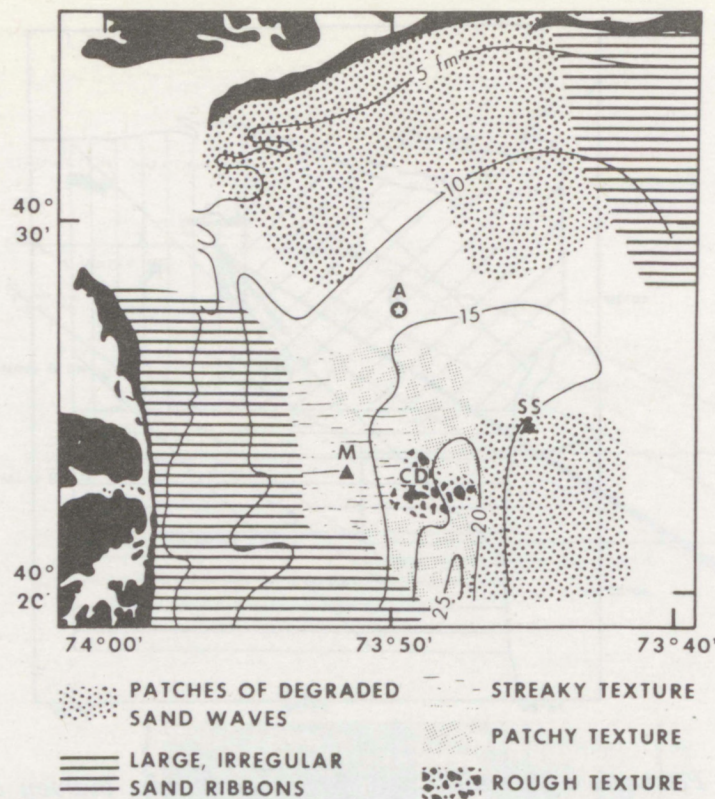 5 fm
10
40°
30'
A
15
SS
M
CD
20
40°
20'
25
74°00'
73°50'
73°40'
PATCHES OF DEGRADED
SAND WAVES
STREAKY TEXTURE
PATCHY TEXTURE
LARGE, IRREGULAR
SAND RIBBONS
ROUGH TEXTURE